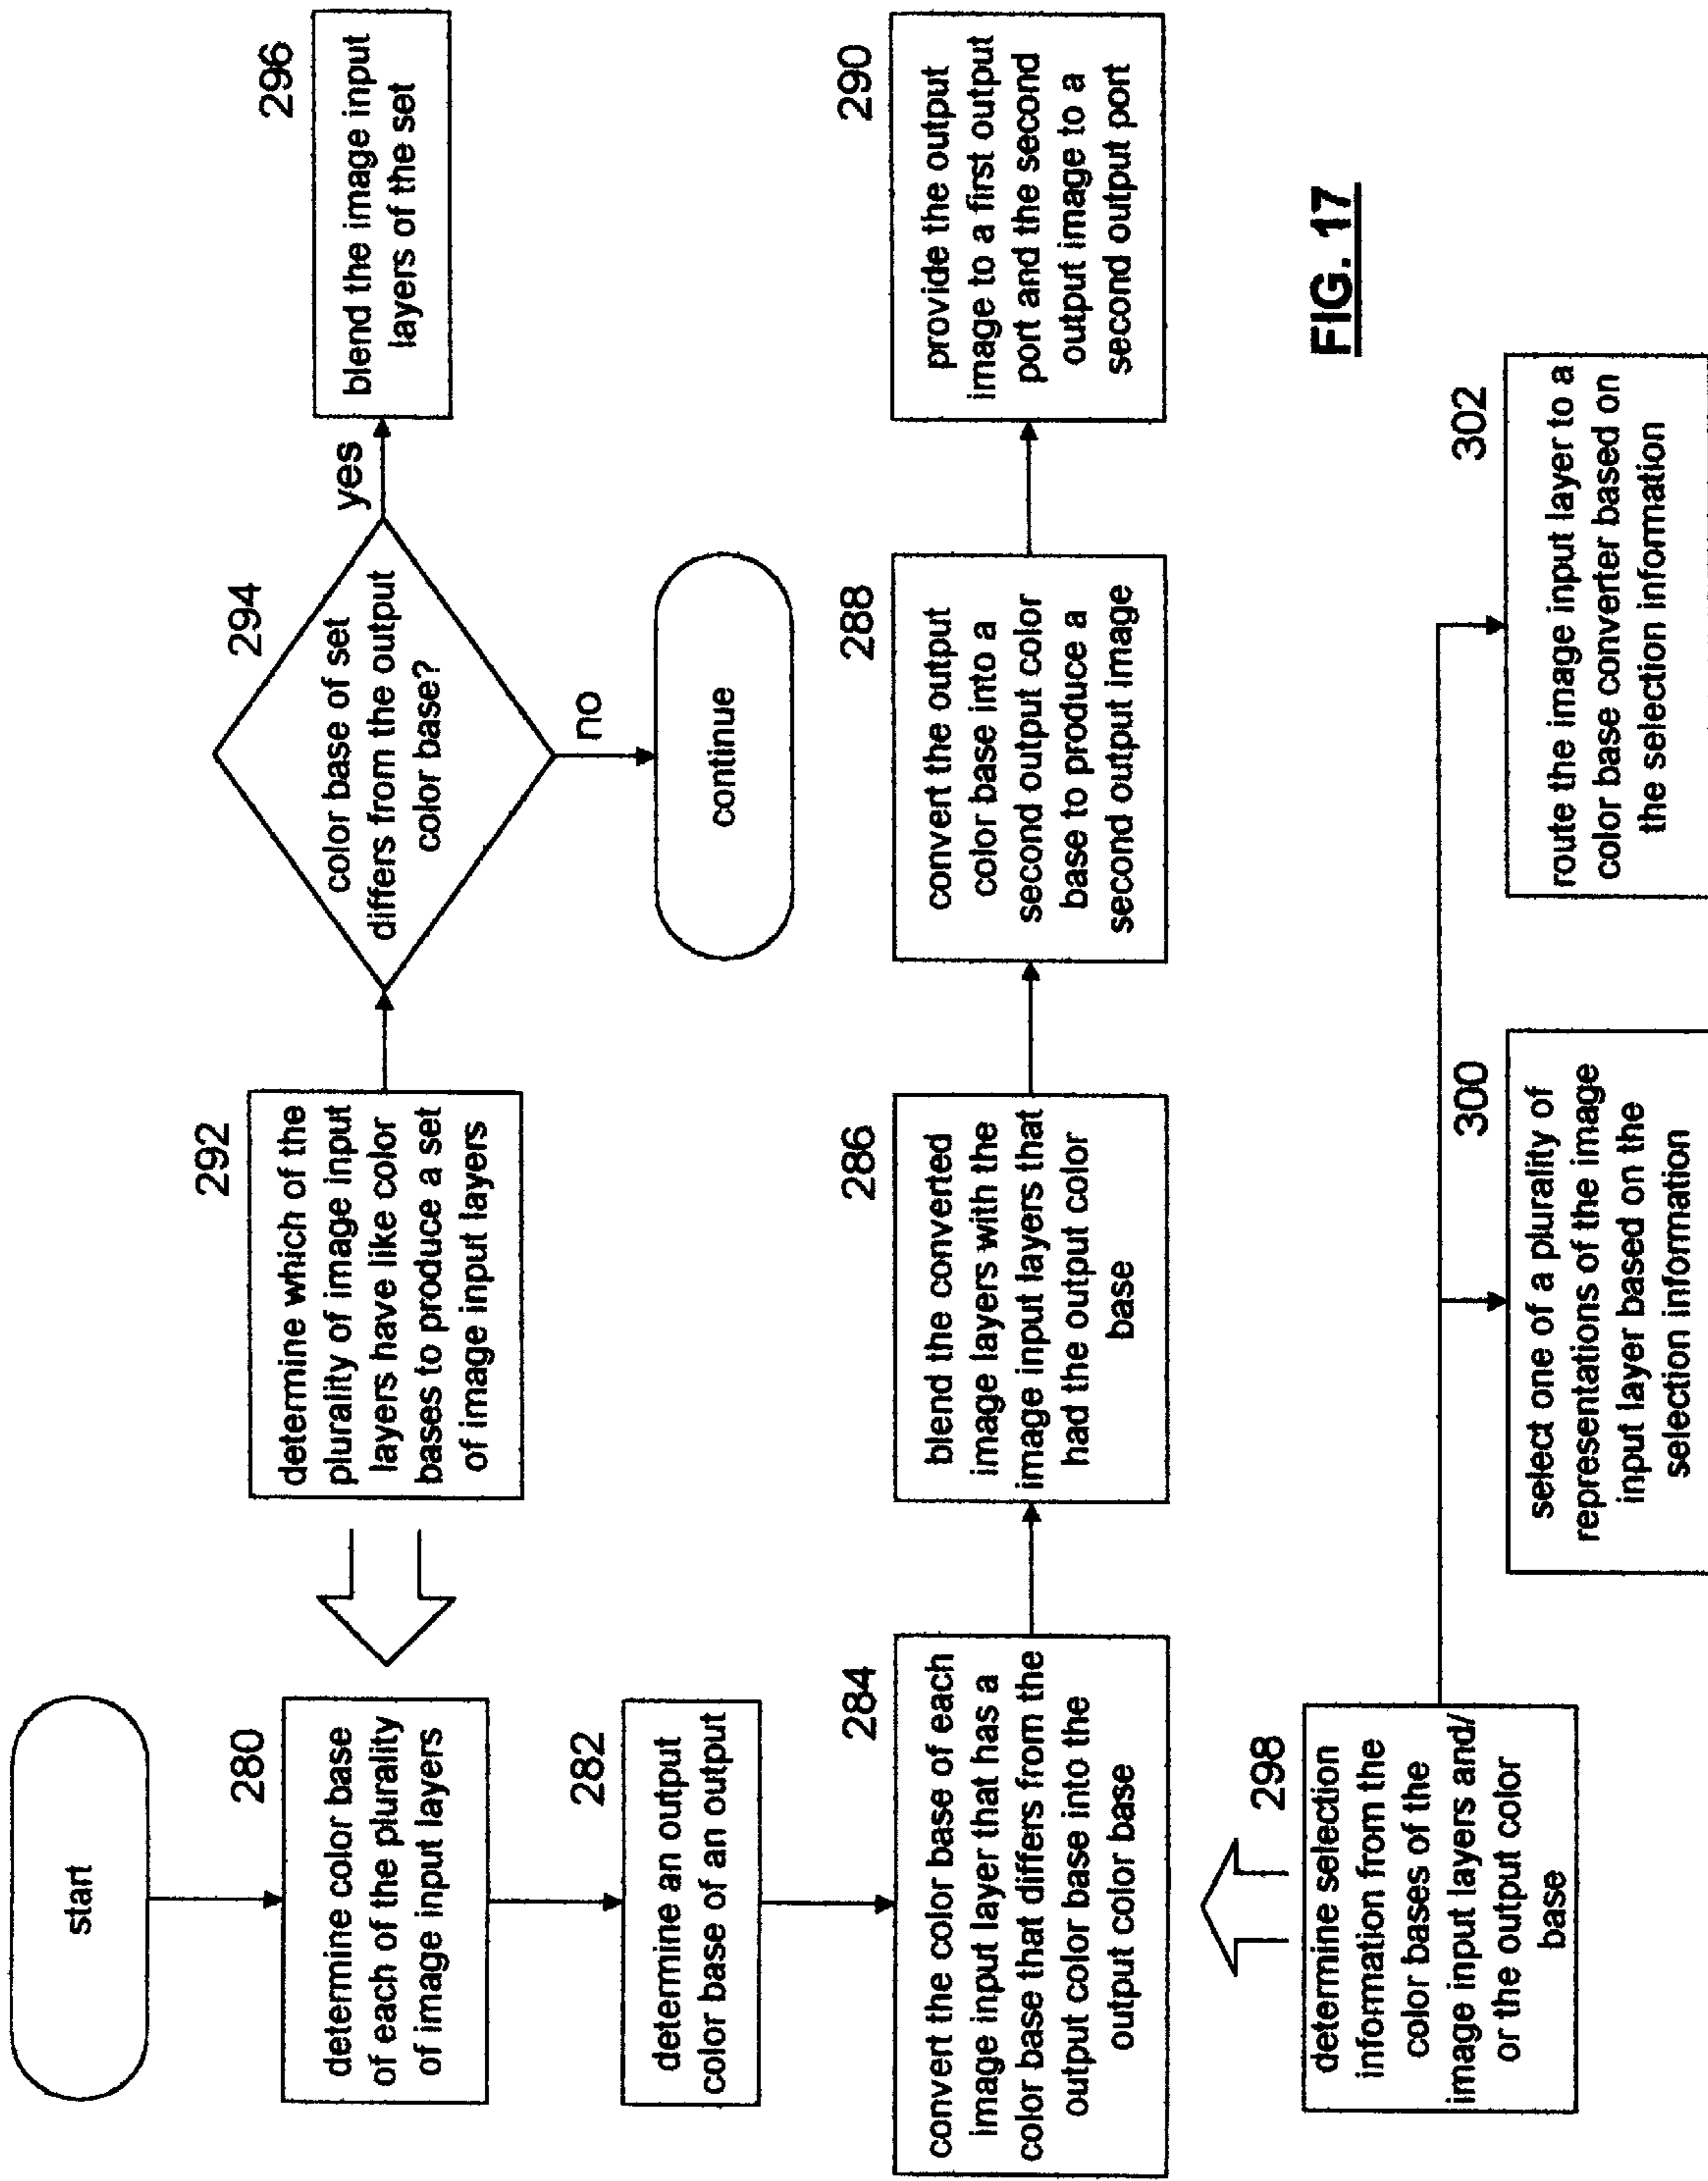 start
280
determine color base
of each of the plurality
of image input layers
282
determine an output
color base of an output
284
convert the color base of each
image input layer that has a
color base that differs from the
output color base into the
output color base
286
blend the converted
image layers with the
image input layers that
had the output color
base
288
convert the output
color base into a
second output color
base to produce a
second output image
290
provide the output
image to a first output
port and the second
output image to a
second output port
292
determine which of the
plurality of image input
layers have like color
bases to produce a set
of image input layers
294
color base of set
differs from the output
color base?
yes
no
continue
296
blend the image input
layers of the set
298
determine selection
information from the
color bases of the
image input layers and/
or the output color
base
300
select one of a plurality of
representations of the image
input layer based on the
selection information
302
route the image input layer to a
color base converter based on
the selection information
FIG. 17